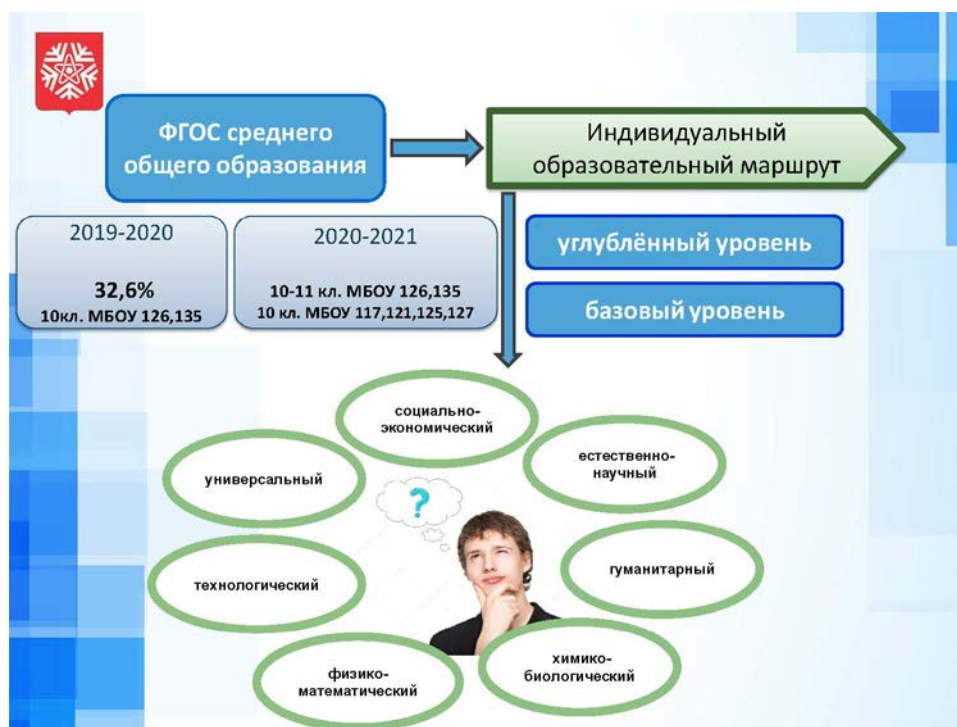 ФГОС среднего
общего образования
Индивидуальный
образовательный маршрут
2019-2020
32,6%
10кл. МБОУ 126,135
2020-2021
10-11 кл. МБОУ 126,135
10 кл. МБОУ 117,121,125,127
углублённый уровень
базовый уровень
социально-
экономический
естественно-
научный
универсальный
?
технологический
гуманитарный
физико-
математический
химико-
биологический